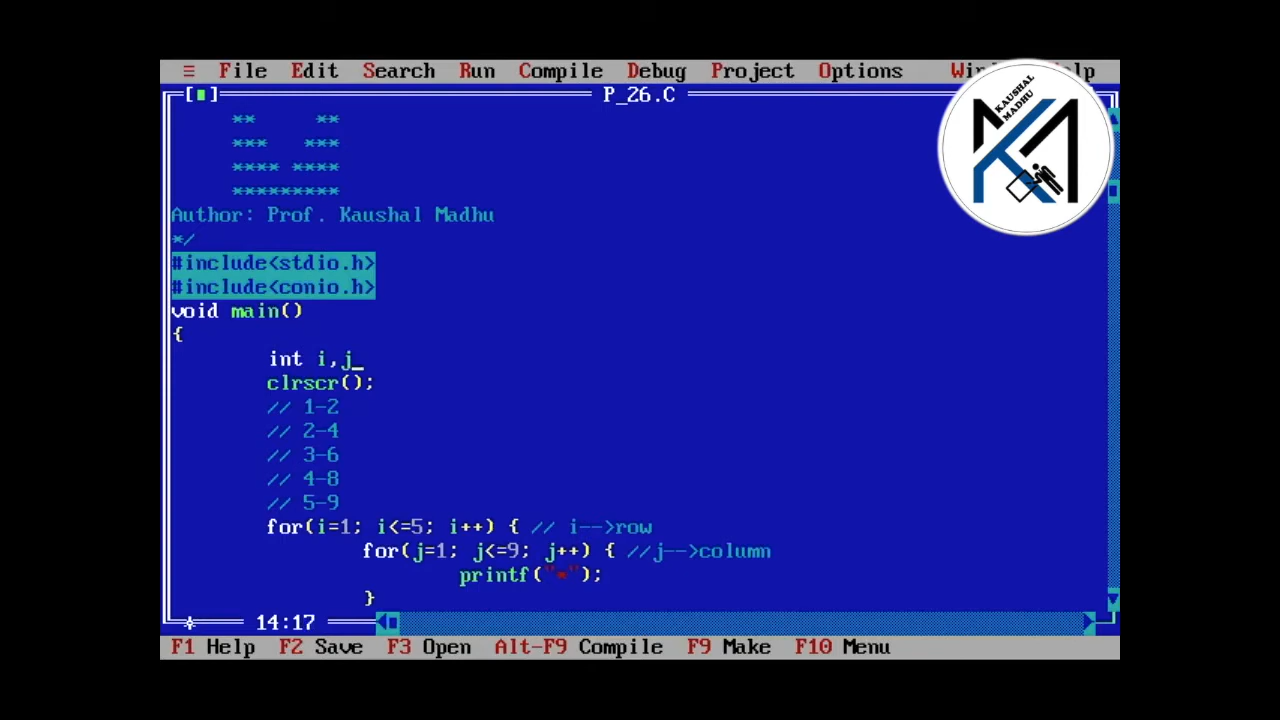 ≡ File Edit Search Run Compile Debug Project Options
[■] P_26.C
KAUSHAL MADHU
** **
*** ***
**** ****
*********
Author: Prof. Kaushal Madhu
*/
#include<stdio.h>
#include<conio.h>
void main()
{
int i,j_
clrscr();
// 1-2
// 2-4
// 3-6
// 4-8
// 5-9
for(i=1; i<=5; i++) { // i-->row
for(j=1; j<=9; j++) { //j-->column
printf("*");
}
* 14:17
F1 Help F2 Save F3 Open Alt-F9 Compile F9 Make F10 Menu